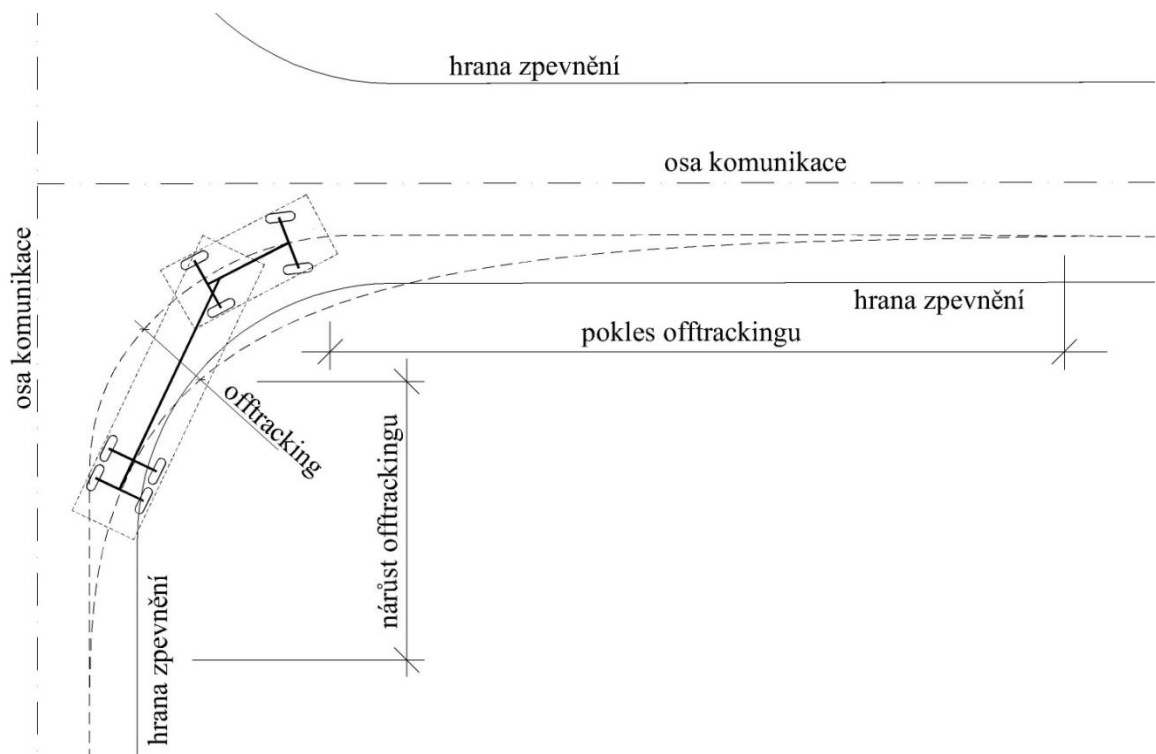 hrana zpevnění
osa komunikace
osa komunikace
hrana zpevnění
pokles offtrackingu
offtracking
nárůst offtrackingu
hrana zpevnění